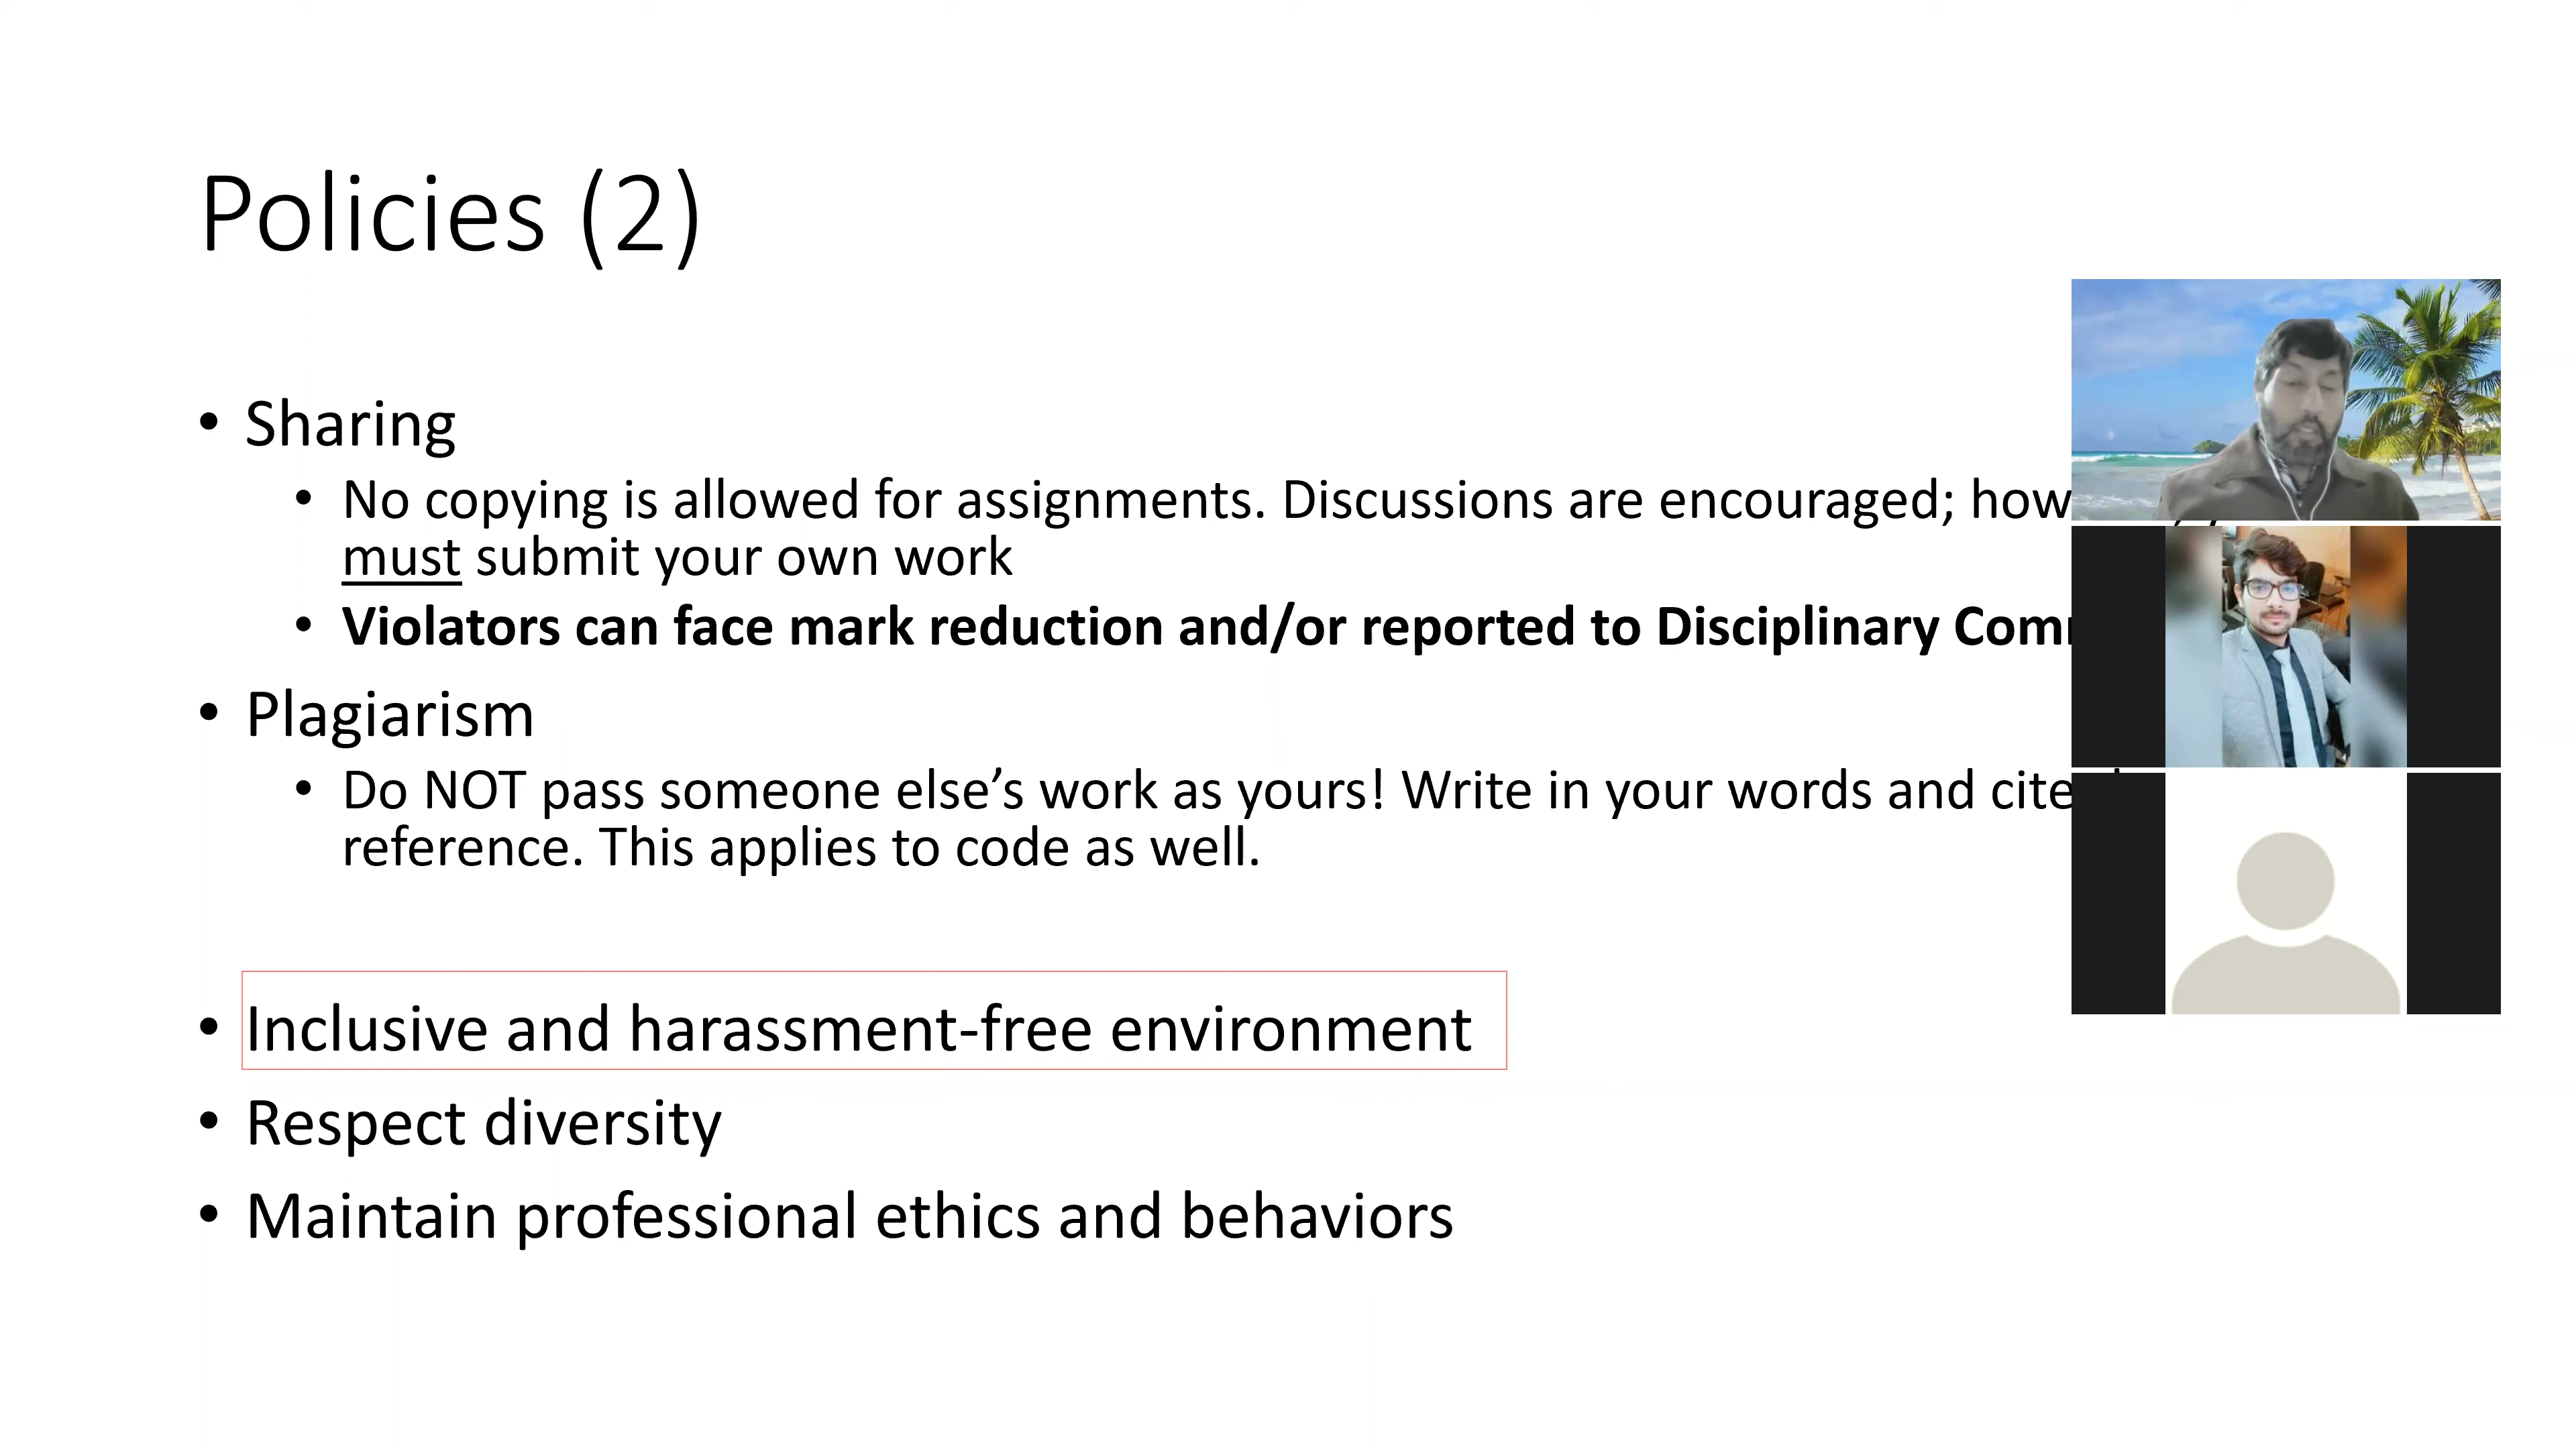 Policies (2)
• Sharing
• No copying is allowed for assignments. Discussions are encouraged;
must submit your own work
• Violators can face mark reduction and/or reported to Disciplinary
• Plagiarism
• Do NOT pass someone else’s work as yours! Write in your words and cite
reference. This applies to code as well.
• Inclusive and harassment-free environment
• Respect diversity
• Maintain professional ethics and behaviors